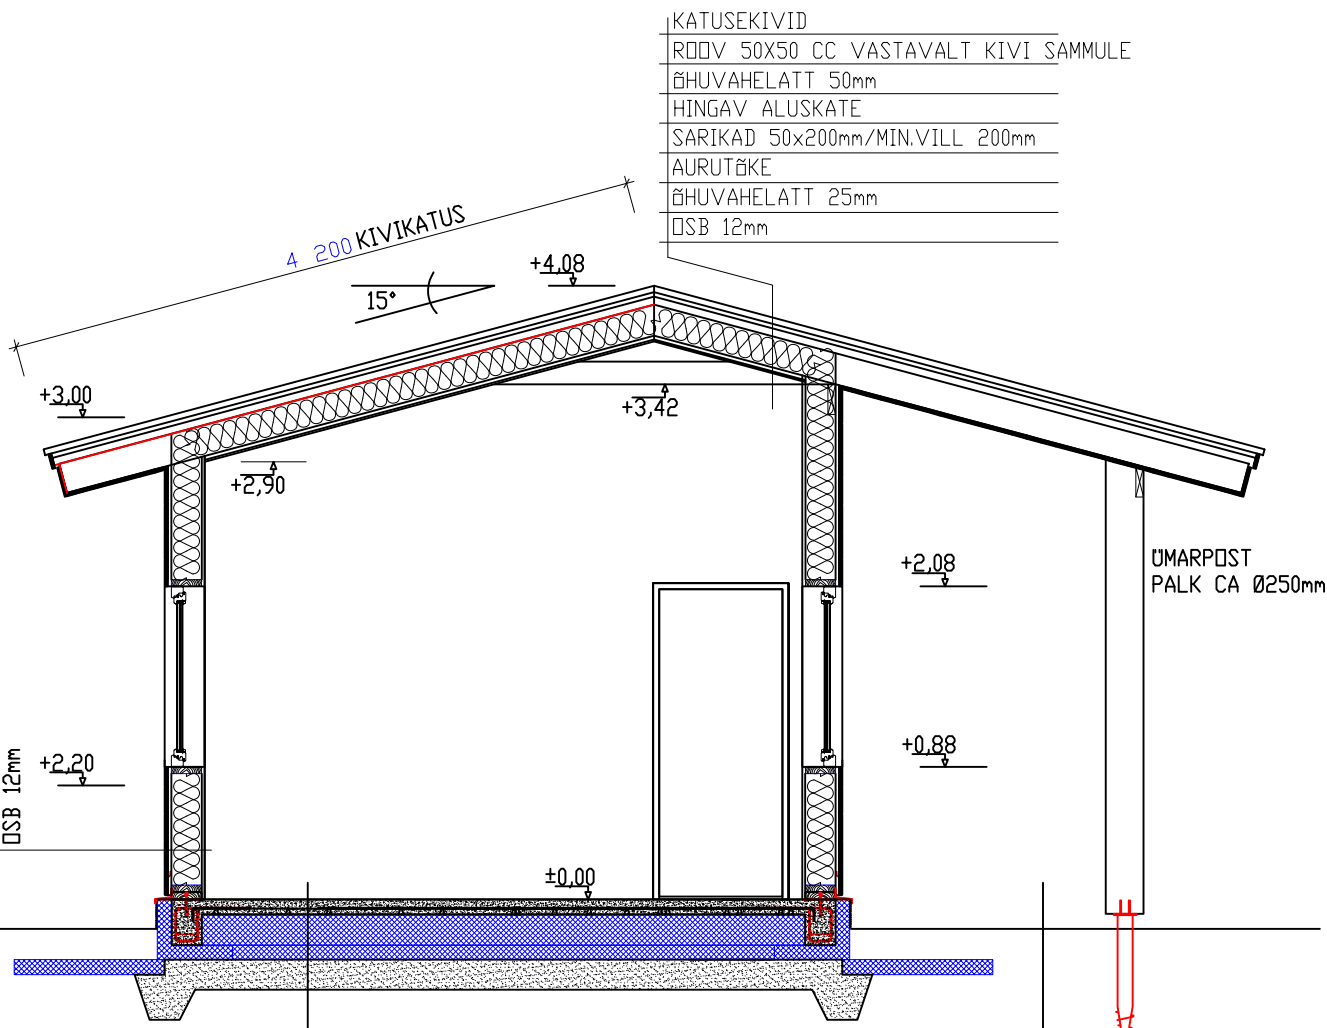 KATUSEKIVID
ROOV 50X50 CC VASTAVALT KIVI SAMMULE
ÕHUVAHELATT 50mm
HINGAV ALUSKATE
SARIKAD 50x200mm/MIN.VILL 200mm
AURUTÕKE
ÕHUVAHELATT 25mm
OSB 12mm
4 200 KIVIKATUS
+4,08
15°
+3,00
+3,42
+2,90
+2,08
ÜMARPOST
PALK CA Ø250mm
+0,88
+2,20
OSB 12mm
±0,00